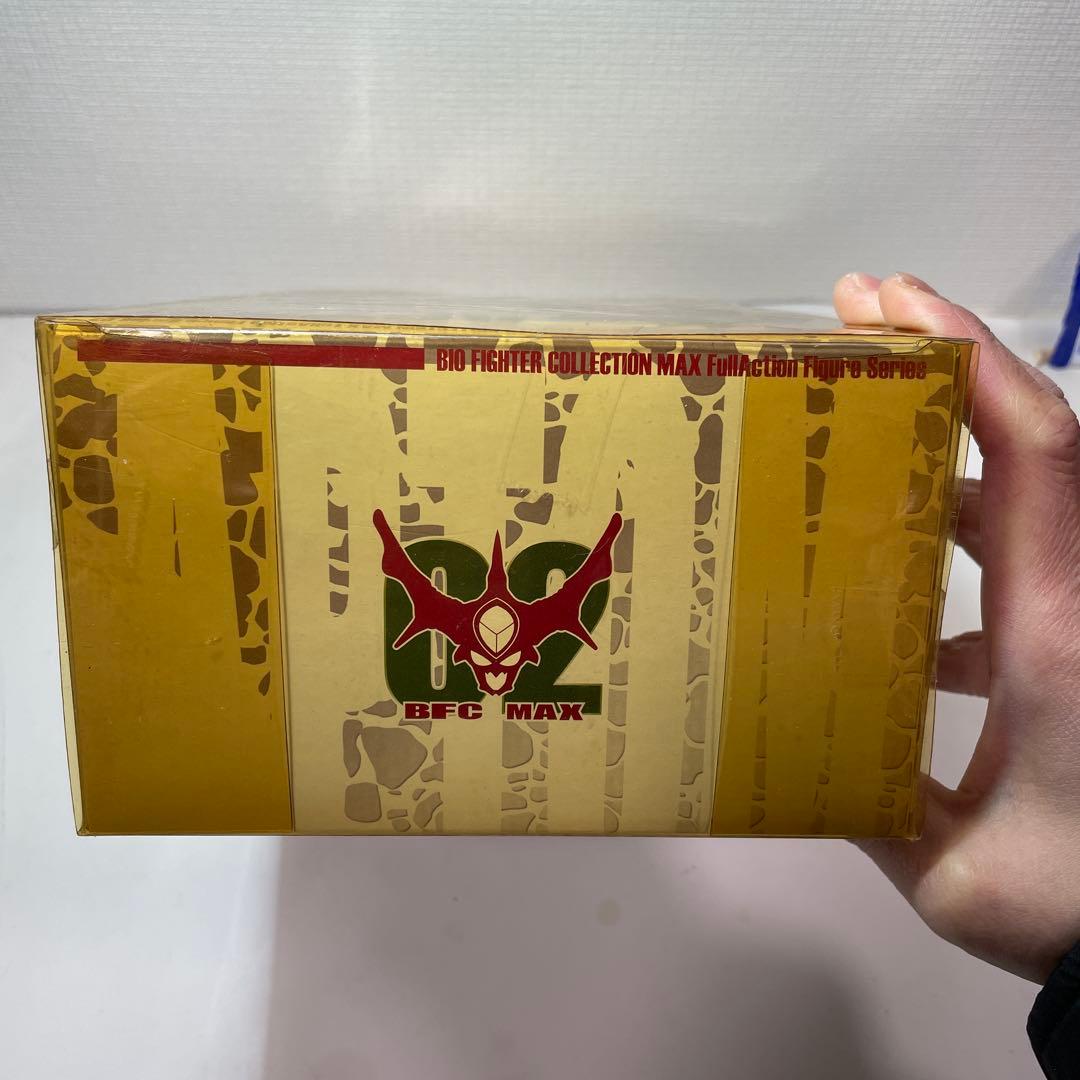 BIO FIGHTER COLLECTION MAX FullAction Figure Series
02
BFC MAX